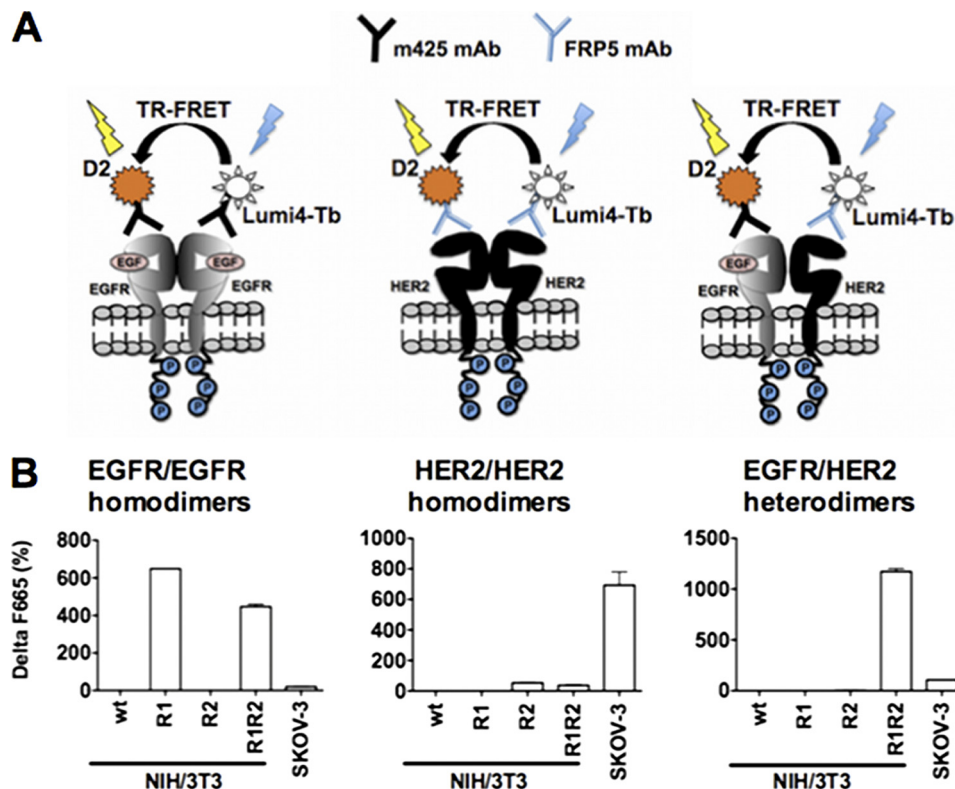 A
m425 mAb FRP5 mAb
TR-FRET TR-FRET TR-FRET
D2 D2 D2
Lumi4-Tb Lumi4-Tb Lumi4-Tb
EGF EGF EGF
EGFR EGFR HER2 HER2 EGFR HER2
P P P P P P
P P P P P P
P P P P P P
B
EGFR/EGFR homodimers
HER2/HER2 homodimers
EGFR/HER2 heterodimers
Delta F665 (%)
800
600
400
200
0
wt R1 R2 R1R2 SKOV-3
NIH/3T3
1000
800
600
400
200
0
wt R1 R2 R1R2 SKOV-3
NIH/3T3
1500
1000
500
0
wt R1 R2 R1R2 SKOV-3
NIH/3T3